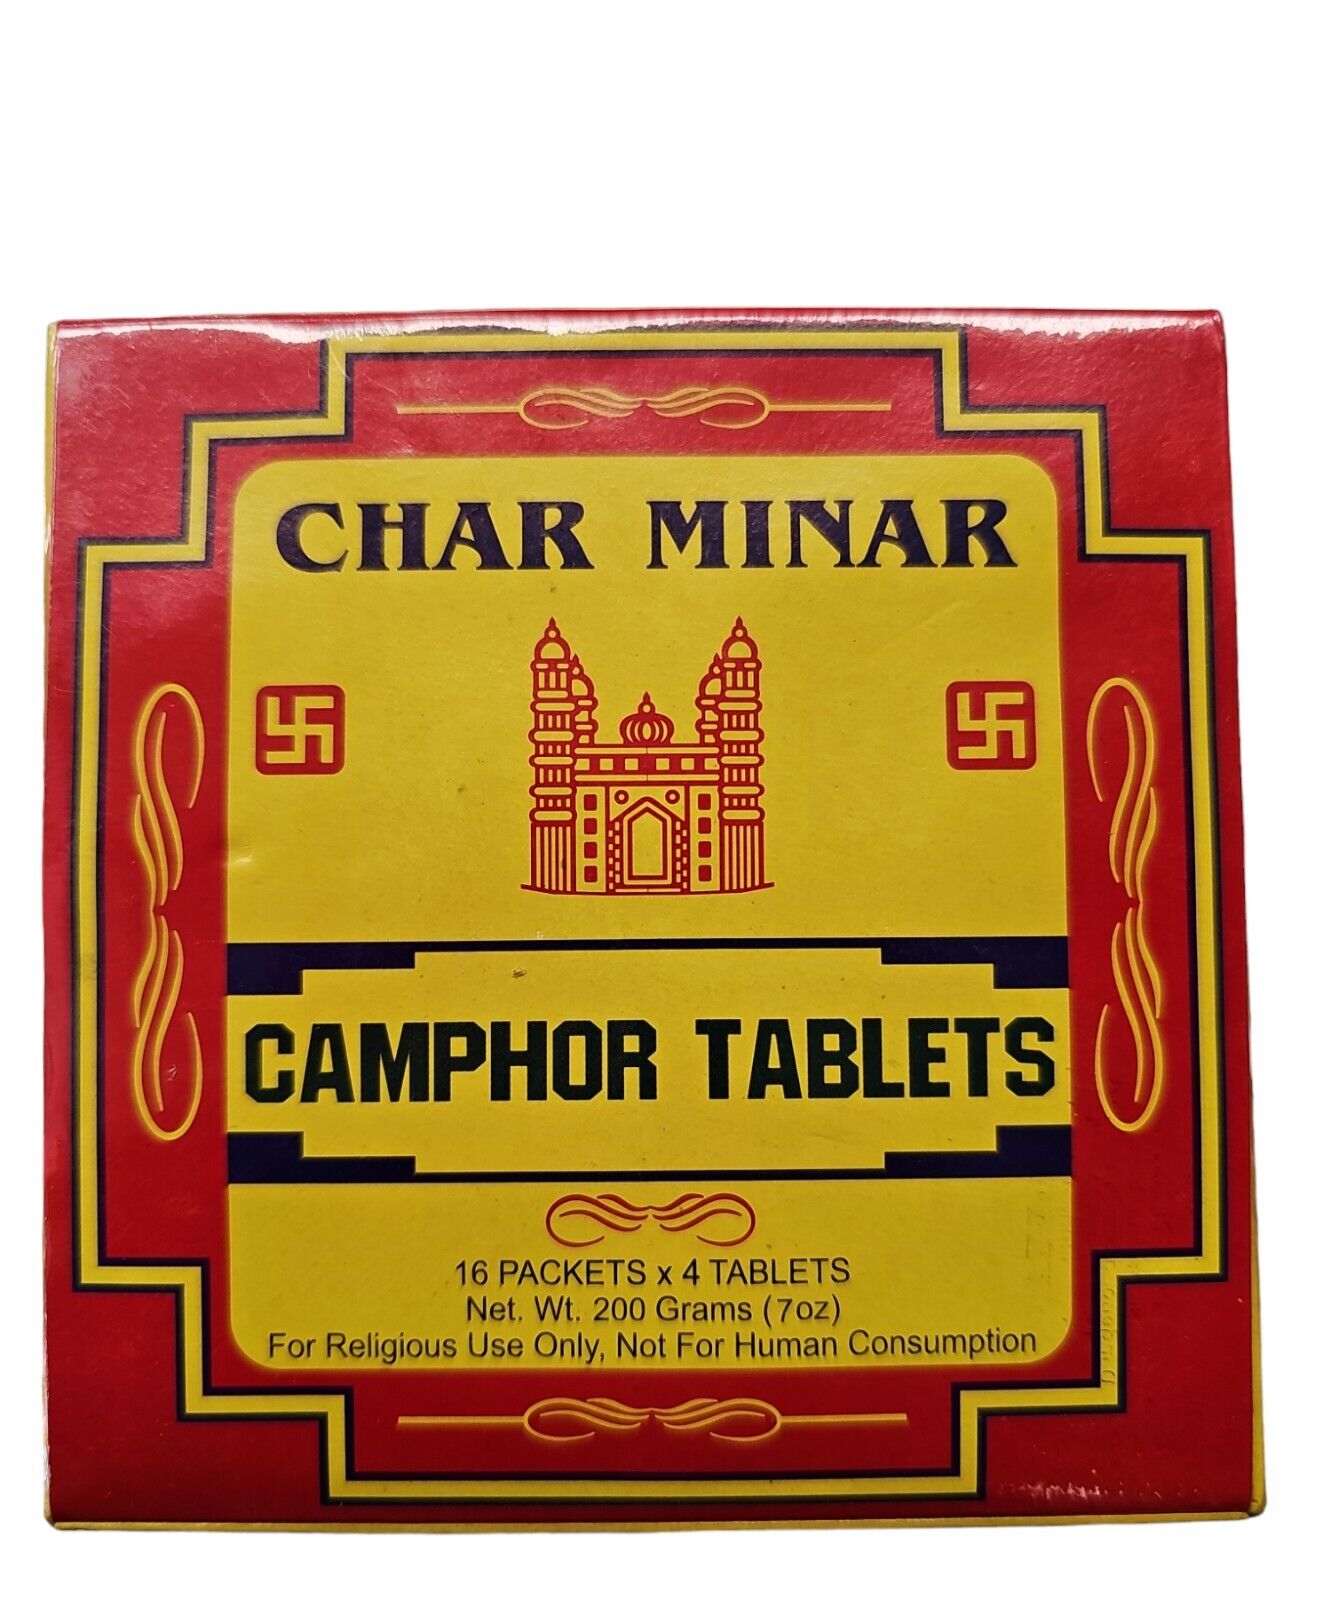 CHAR MINAR
CAMPHOR TABLETS
16 PACKETS x 4 TABLETS
Net. Wt. 200 Grams (7oz)
For Religious Use Only, Not For Human Consumption